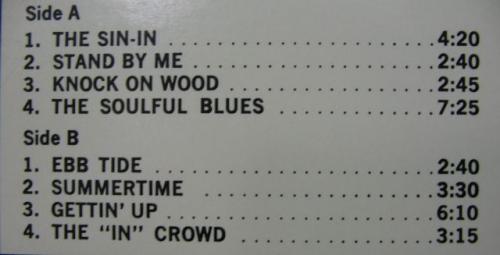 Side A
1. THE SIN-IN ........................... 4:20
2. STAND BY ME ........................ 2:40
3. KNOCK ON WOOD .................... 2:45
4. THE SOULFUL BLUES ............. 7:25
Side B
1. EBB TIDE ............................. 2:40
2. SUMMERTIME ...................... 3:30
3. GETTIN' UP .......................... 6:10
4. THE "IN" CROWD ................... 3:15